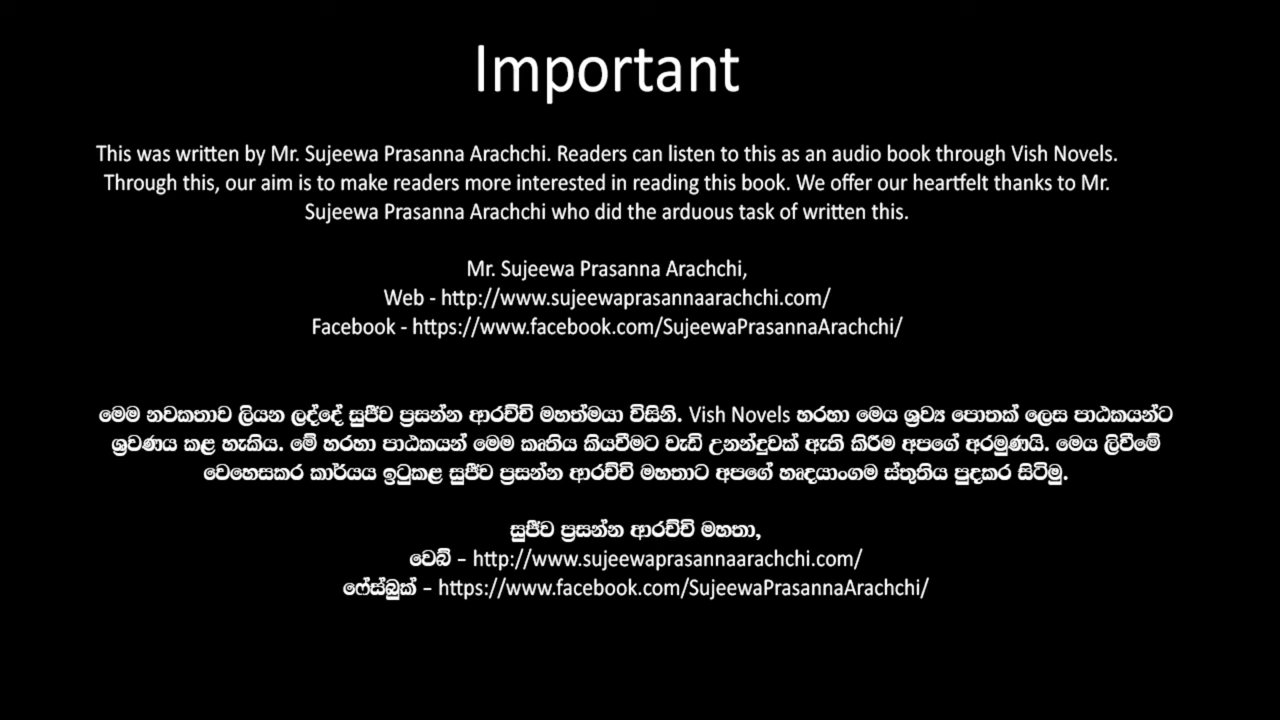 Important
This was written by Mr. Sujeewa Prasanna Arachchi. Readers can listen to this as an audio book through Vish Novels.
Through this, our aim is to make readers more interested in reading this book. We offer our heartfelt thanks to Mr.
Sujeewa Prasanna Arachchi who did the arduous task of written this.
Mr. Sujeewa Prasanna Arachchi,
Web - http://www.sujeewaprasannaarachchi.com/
Facebook - https://www.facebook.com/SujeewaPrasannaArachchi/
මෙම නවකතාව ලියන ලද්දේ සුජීව ප්‍රසන්න ආරච්චි මහත්මයා විසිනි. Vish Novels හරහා මෙය ශ්‍රව්‍ය පොතක් ලෙස පාඨකයන්ට
ශ්‍රවණය කළ හැකිය. මේ හරහා පාඨකයන් මෙම කෘතිය කියවීමට වැඩි උනන්දුවක් ඇති කිරීම අපගේ අරමුණයි. මෙය ලිවීමේ
වෙහෙසකර කාර්යය ඉටුකළ සුජීව ප්‍රසන්න ආරච්චි මහතාට අපගේ හෘදයාංගම ස්තුතිය පුදකර සිටිමු.
සුජීව ප්‍රසන්න ආරච්චි මහතා,
වෙබ් – http://www.sujeewaprasannaarachchi.com/
ෆේස්බුක් – https://www.facebook.com/SujeewaPrasannaArachchi/